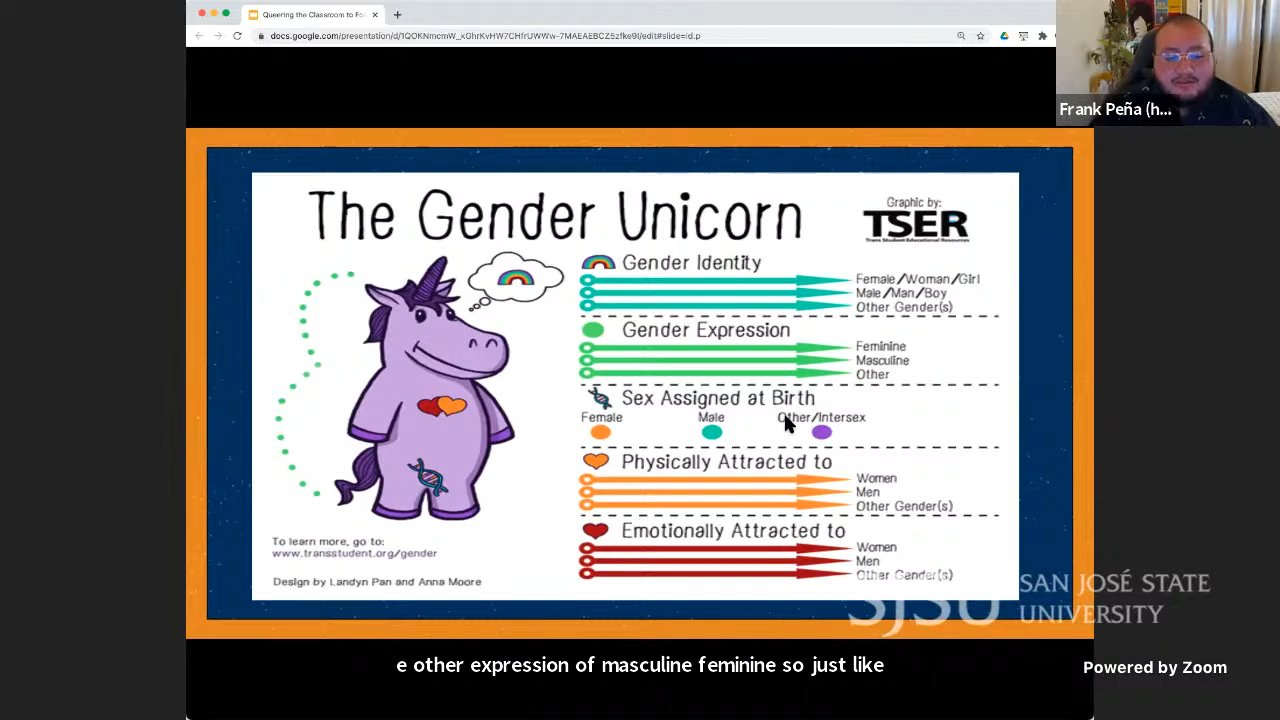 Queering the Classroom to Fo
docs.google.com/presentation/d/1QOKNmcmW_kGhrKvHW7CHfrUWWw-7MAEAEBCZ5zfke9I/edit#slide=id.p
Frank Peña (h...
The Gender Unicorn
Graphic by:
TSER
Trans Student Educational Resources
Gender Identity
Female/Woman/Girl
Male/Man/Boy
Other Gender(s)
Gender Expression
Feminine
Masculine
Other
Sex Assigned at Birth
Female Male Other/Intersex
Physically Attracted to
Women
Men
Other Gender(s)
Emotionally Attracted to
Women
Men
Other Gender(s)
To learn more, go to:
www.transstudent.org/gender
Design by Landyn Pan and Anna Moore
SJSU SAN JOSÉ STATE
UNIVERSITY
e other expression of masculine feminine so just like
Powered by Zoom